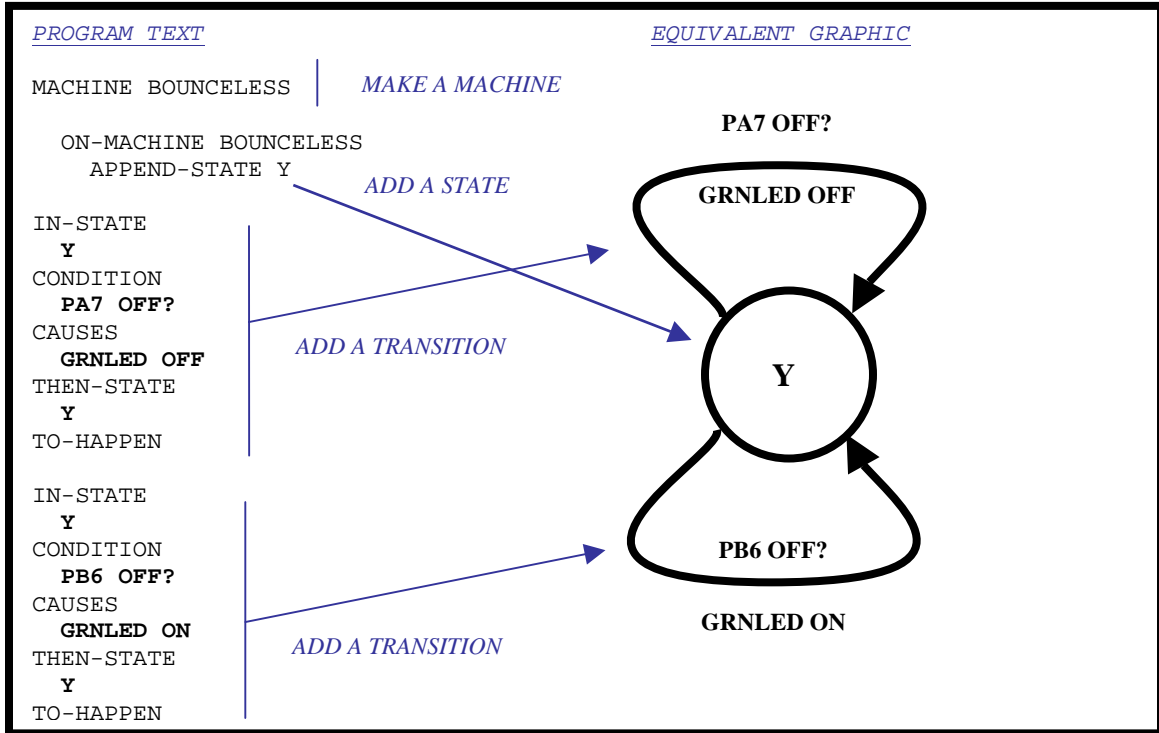 PROGRAM TEXT
EQUIVALENT GRAPHIC
MACHINE BOUNCELESS
MAKE A MACHINE
ON-MACHINE BOUNCELESS
APPEND-STATE Y
ADD A STATE
IN-STATE
Y
CONDITION
PA7 OFF?
CAUSES
GRNLED OFF
THEN-STATE
Y
TO-HAPPEN
ADD A TRANSITION
IN-STATE
Y
CONDITION
PB6 OFF?
CAUSES
GRNLED ON
THEN-STATE
Y
TO-HAPPEN
ADD A TRANSITION
PA7 OFF?
GRNLED OFF
Y
PB6 OFF?
GRNLED ON